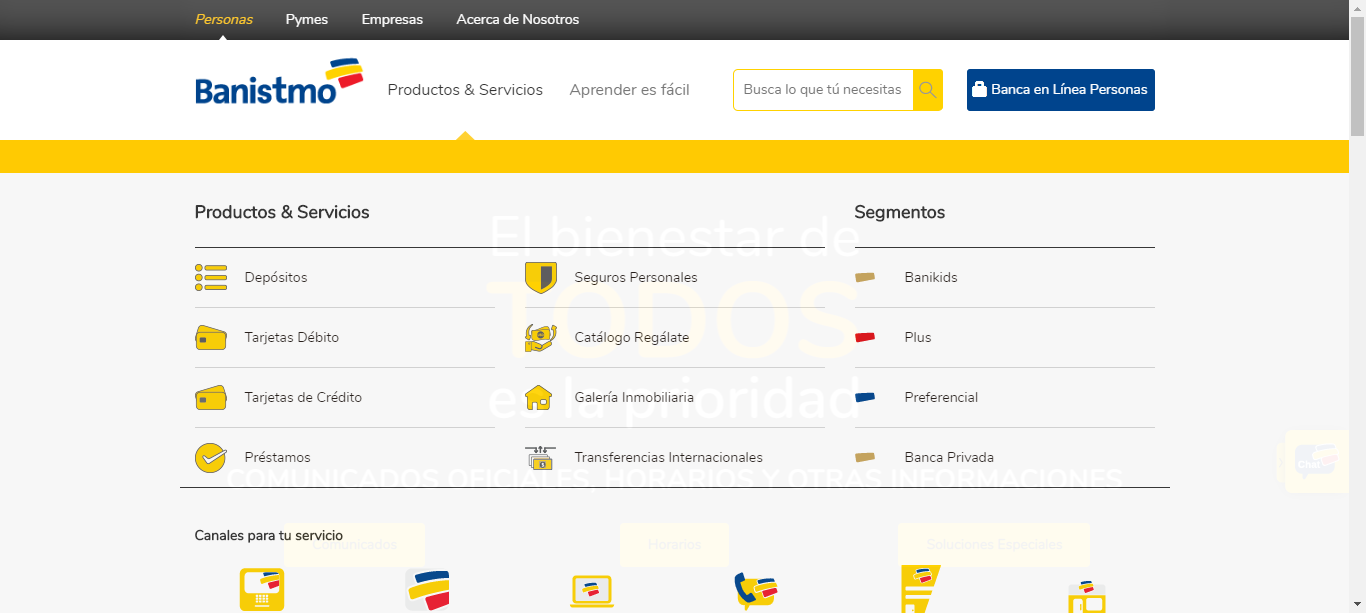 Personas Pymes Empresas Acerca de Nosotros
Banistmo Productos & Servicios Aprender es fácil Busca lo que tú necesitas Banca en Línea Personas
Productos & Servicios Segmentos
El bienestar de
Depósitos Seguros Personales Banikids
TODOS
Tarjetas Débito Catálogo Regálate Plus
es la prioridad
Tarjetas de Crédito Galería Inmobiliaria Preferencial
Préstamos Transferencias Internacionales Banca Privada
Chat
COMUNICADOS OFICIALES, HORARIOS Y OTRAS INFORMACIONES
Canales para tu servicio
Comunicados Horarios Soluciones Especiales